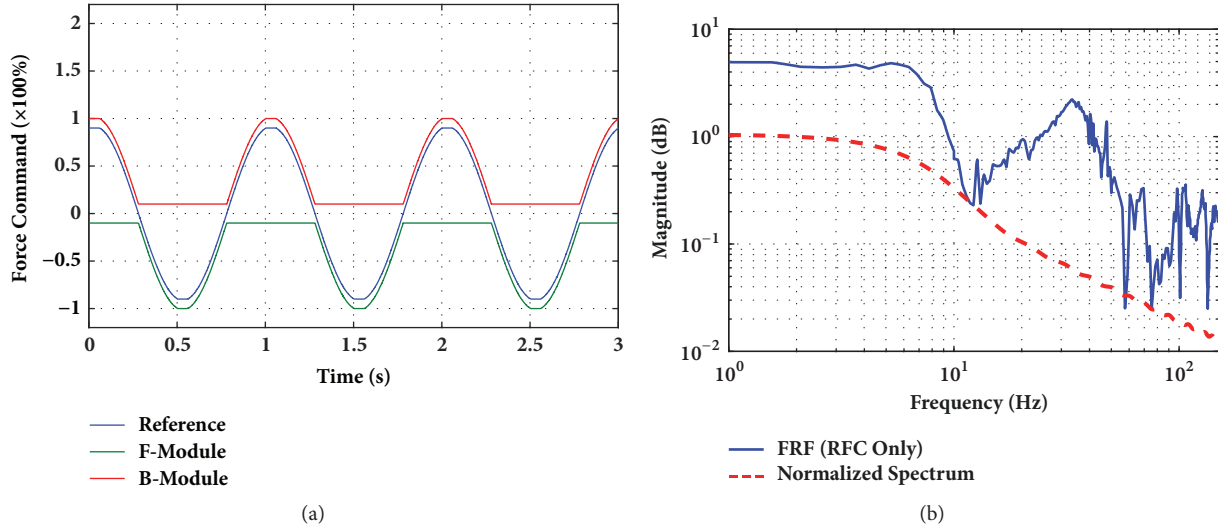 Force Command (×100%)
2
1.5
1
0.5
0
−0.5
−1
0
0.5
1
1.5
2
2.5
3
Time (s)
Reference
F-Module
B-Module
(a)
Magnitude (dB)
10^1
10^0
10^−1
10^−2
10^0
10^1
10^2
Frequency (Hz)
FRF (RFC Only)
Normalized Spectrum
(b)